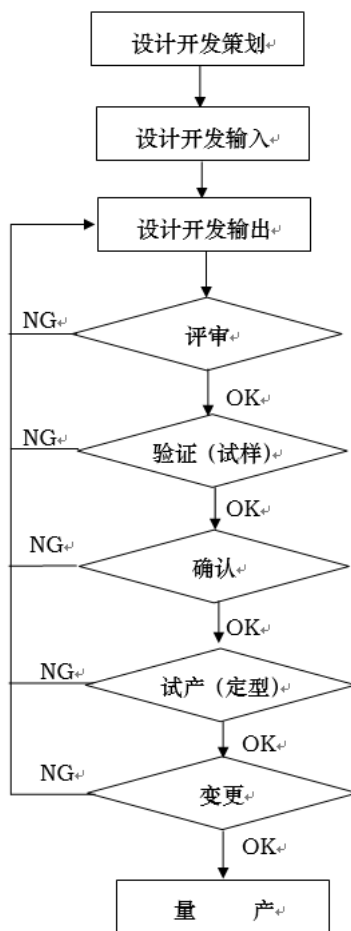 设计开发策划
设计开发输入
设计开发输出
NG
评审
OK
NG
验证（试样）
OK
NG
确认
OK
试产（定型）
NG
OK
NG
变更
OK
量 产